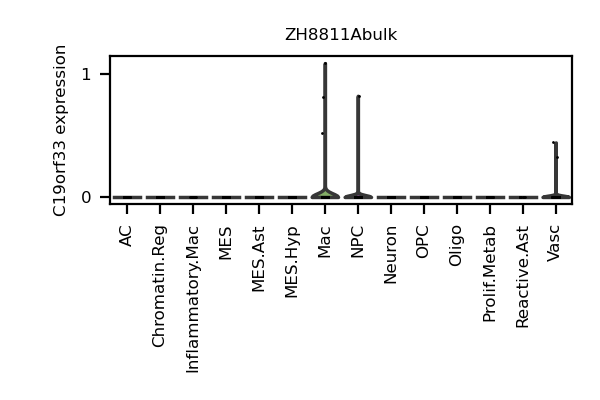 ZH8811Abulk
C19orf33 expression
1
0
AC
Chromatin.Reg
Inflammatory.Mac
MES
MES.Ast
MES.Hyp
Mac
NPC
Neuron
OPC
Oligo
Prolif.Metab
Reactive.Ast
Vasc